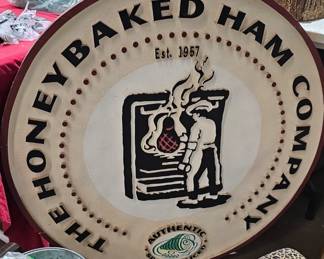 THE HONEYBAKED HAM COMPANY
Est. 1957
AUTHENTIC